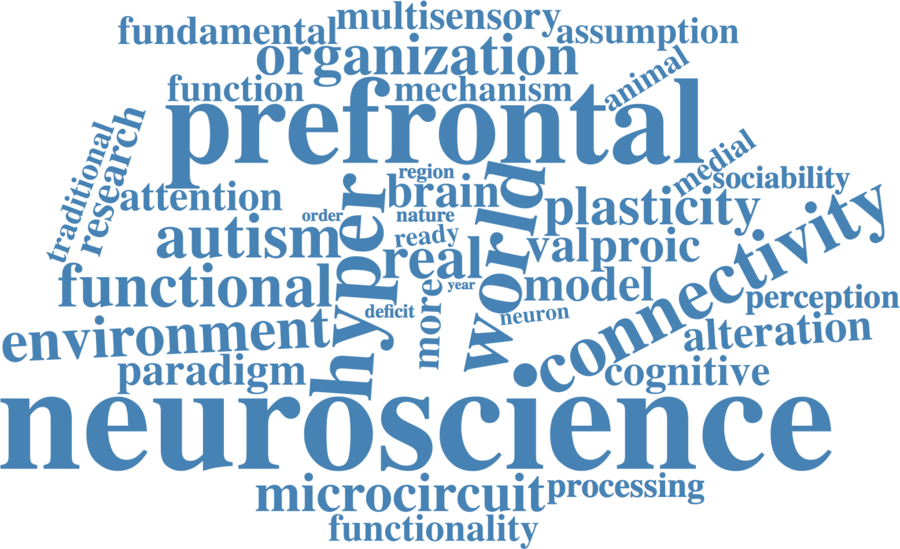 multisensory
fundamental
assumption
organization
animal
function
mechanism
prefrontal
traditional
research
medial
region
sociability
attention
brain
hyper
world
plasticity
order
nature
autism
ready
valproic
connectivity
real
functional
year
model
more
deficit
neuron
perception
environment
alteration
paradigm
cognitive
neuroscience
microcircuit
processing
functionality